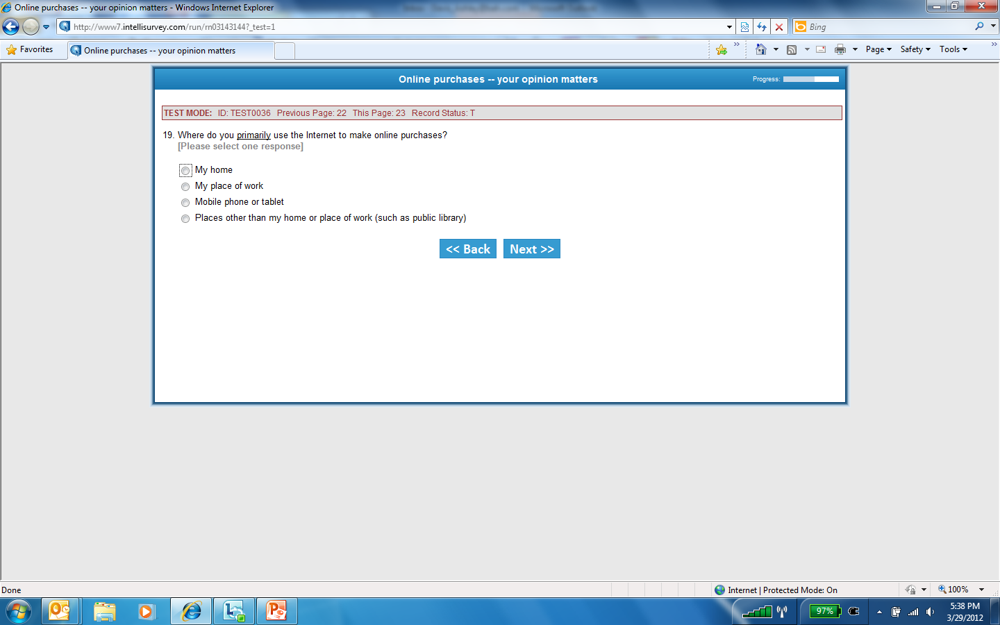 Online purchases -- your opinion matters - Windows Internet Explorer
http://www7.intellisurvey.com/run/rn03143144?_test=1
Bing
Favorites
Online purchases -- your opinion matters
Page
Safety
Tools
Online purchases -- your opinion matters
Progress:
TEST MODE: ID: TEST0036 Previous Page: 22 This Page: 23 Record Status: T
19. Where do you primarily use the Internet to make online purchases?
[Please select one response]
My home
My place of work
Mobile phone or tablet
Places other than my home or place of work (such as public library)
<< Back
Next >>
Done
Internet | Protected Mode: On
100%
97%
5:38 PM
3/29/2012